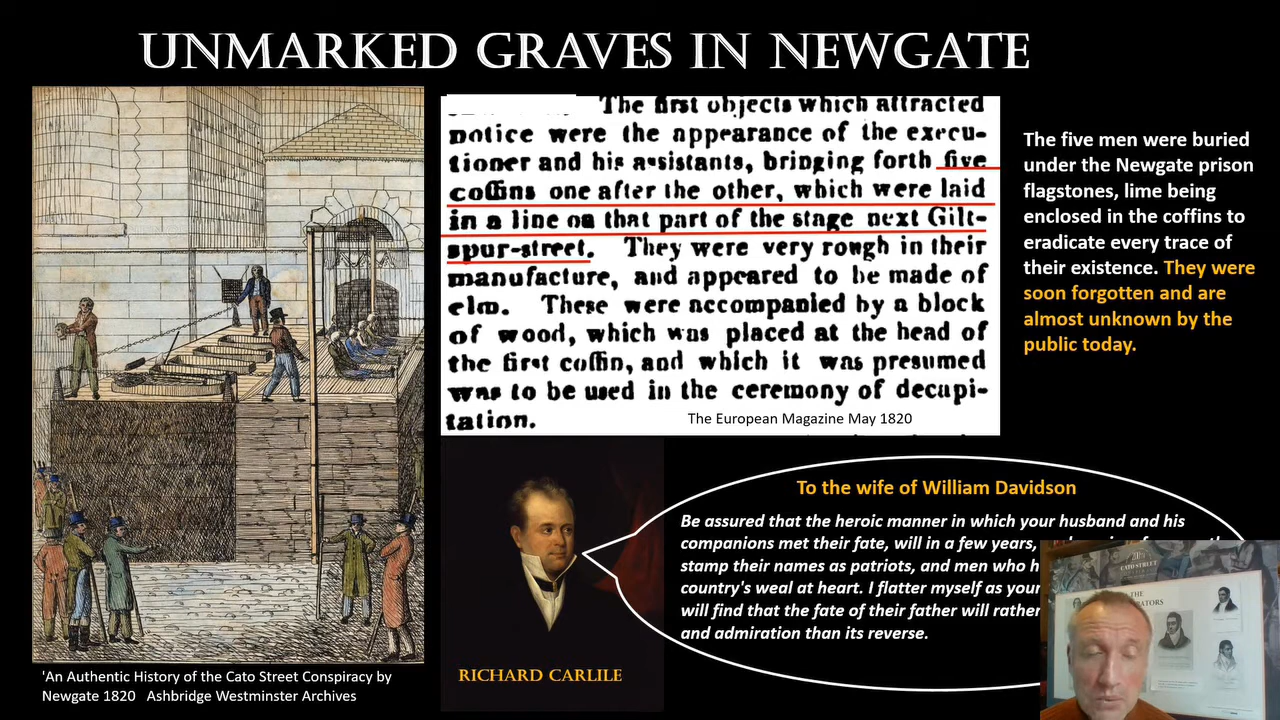 UNMARKED GRAVES IN NEWGATE
The first objects which attracted
notice were the appearance of the execu-
tioner and his assistants, bringing forth five
coffins one after the other, which were laid
in a line on that part of the stage next Gilt-
spur-street. They were very rough in their
manufacture, and appeared to be made of
elm. These were accompanied by a block
of wood, which was placed at the head of
the first coffin, and which it was presumed
was to be used in the ceremony of decapi-
tation.
The European Magazine May 1820
The five men were buried
under the Newgate prison
flagstones, lime being
enclosed in the coffins to
eradicate every trace of
their existence. They were
soon forgotten and are
almost unknown by the
public today.
To the wife of William Davidson
Be assured that the heroic manner in which your husband and his
companions met their fate, will in a few years,
stamp their names as patriots, and men who
country's weal at heart. I flatter myself as your
will find that the fate of their father will rather
and admiration than its reverse.
RICHARD CARLILE
'An Authentic History of the Cato Street Conspiracy by
Newgate 1820 Ashbridge Westminster Archives
CATO STREET
THE